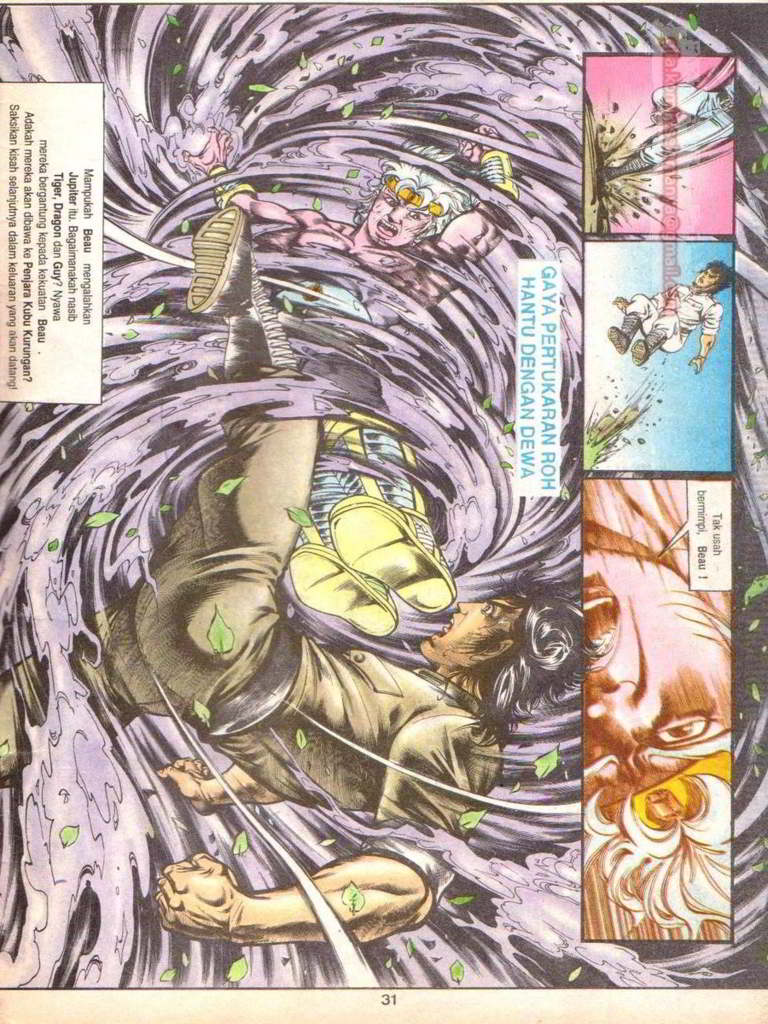 Tak usah
bermimpi, Beau !
GAYA PERTUKARAN ROH
HANTU DENGAN DEWA
Mampukah Beau mengalahkan
Jupiter itu. Bagaimanakah nasib
Tiger, Dragon dan Guy? Nyawa
mereka bergantung kepada kekuatan Beau .
Adakah mereka akan dibawa ke Penjara Kubu Kurungan?
Saksikan kisah selanjutnya dalam keluaran yang akan datang!
31